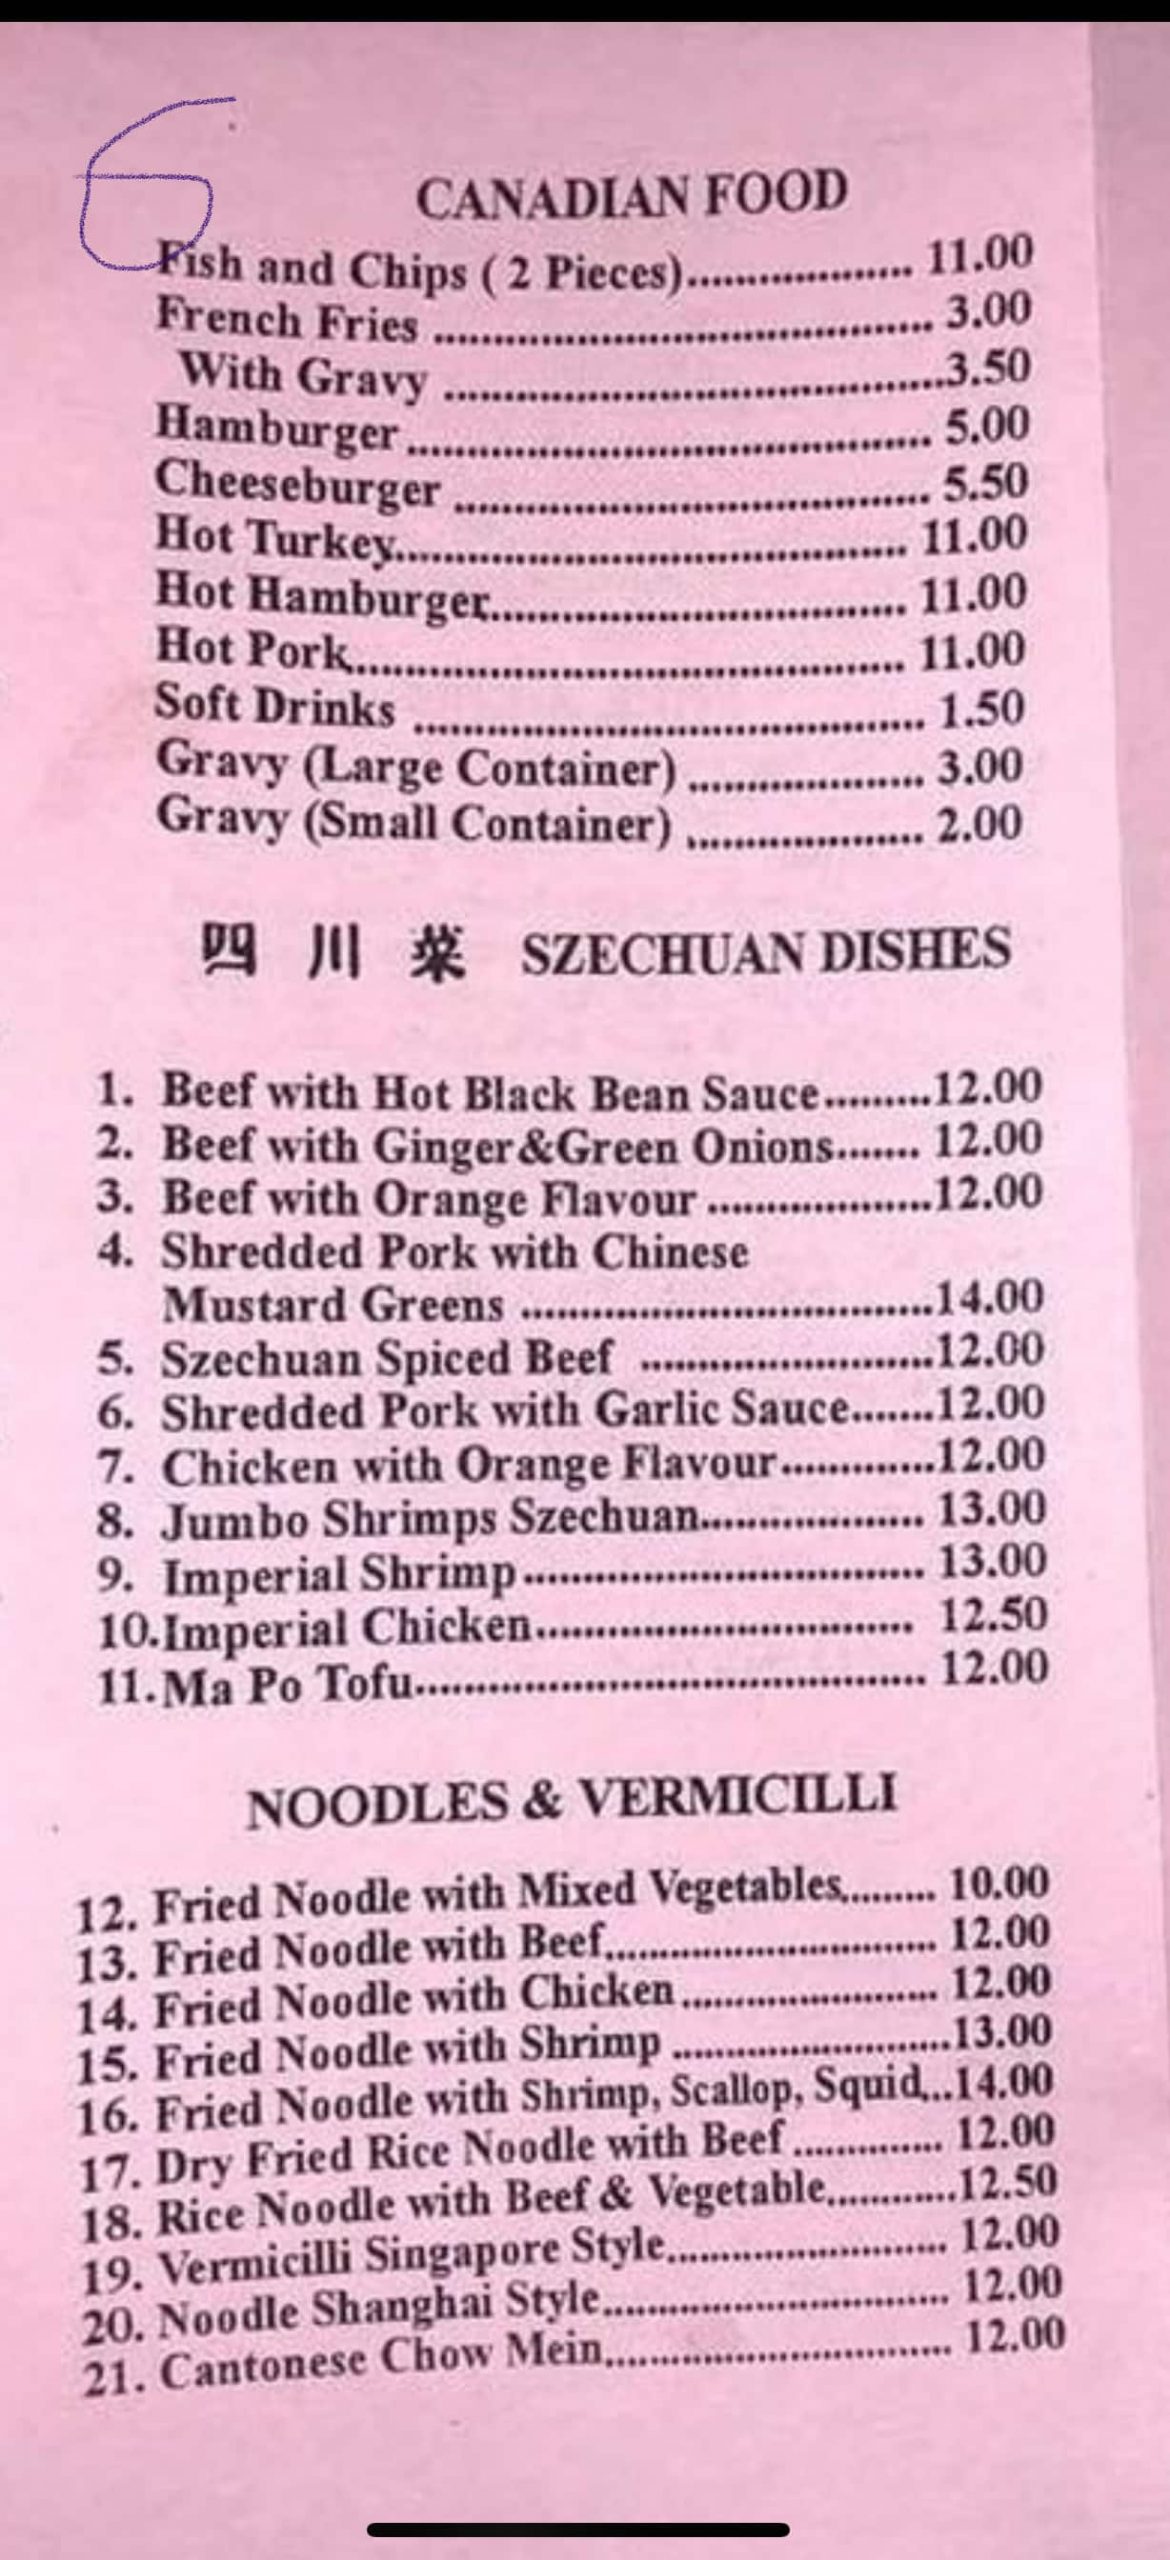 6
CANADIAN FOOD
Fish and Chips ( 2 Pieces).................... 11.00
French Fries ............................................ 3.00
With Gravy ............................................3.50
Hamburger.............................................. 5.00
Cheeseburger .......................................... 5.50
Hot Turkey.............................................. 11.00
Hot Hamburger..................................... 11.00
Hot Pork................................................. 11.00
Soft Drinks ............................................. 1.50
Gravy (Large Container) ..................... 3.00
Gravy (Small Container) ..................... 2.00
四 川 菜 SZECHUAN DISHES
1. Beef with Hot Black Bean Sauce.........12.00
2. Beef with Ginger&Green Onions....... 12.00
3. Beef with Orange Flavour ...................12.00
4. Shredded Pork with Chinese
Mustard Greens ...................................14.00
5. Szechuan Spiced Beef .........................12.00
6. Shredded Pork with Garlic Sauce.......12.00
7. Chicken with Orange Flavour.............12.00
8. Jumbo Shrimps Szechuan................... 13.00
9. Imperial Shrimp.................................. 13.00
10.Imperial Chicken................................ 12.50
11.Ma Po Tofu........................................... 12.00
NOODLES & VERMICILLI
12. Fried Noodle with Mixed Vegetables......... 10.00
13. Fried Noodle with Beef.............................. 12.00
14. Fried Noodle with Chicken ....................... 12.00
15. Fried Noodle with Shrimp .........................13.00
16. Fried Noodle with Shrimp, Scallop, Squid...14.00
17. Dry Fried Rice Noodle with Beef .............. 12.00
18. Rice Noodle with Beef & Vegetable............12.50
19. Vermicilli Singapore Style......................... 12.00
20. Noodle Shanghai Style............................... 12.00
21. Cantonese Chow Mein............................... 12.00